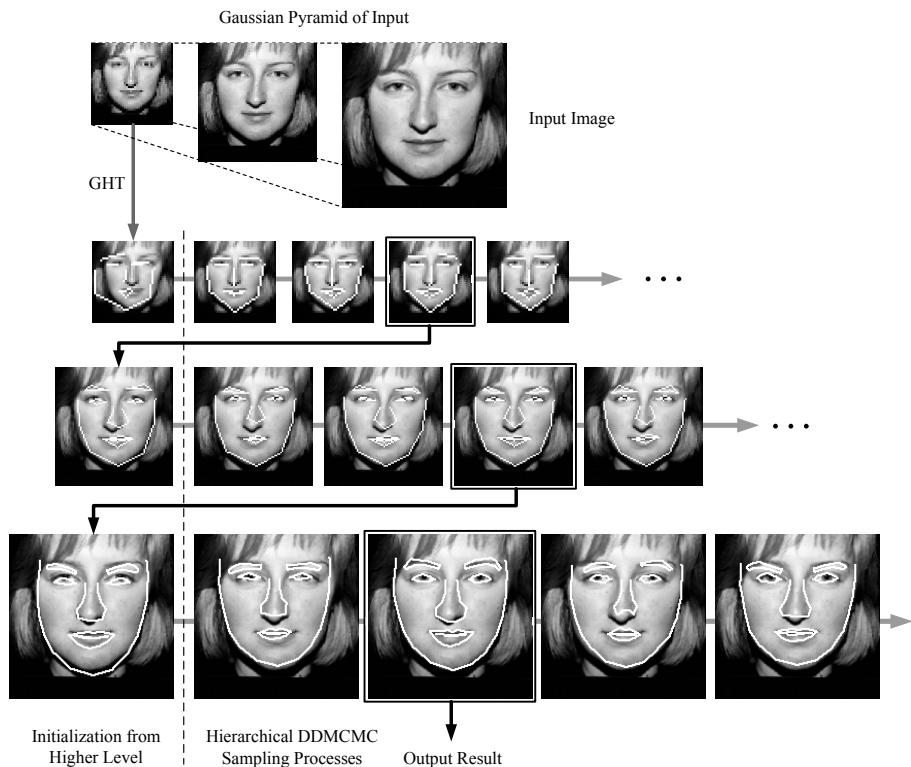 Gaussian Pyramid of Input
Input Image
GHT
. . .
. . .
Initialization from
Higher Level
Hierarchical DDMCMC
Sampling Processes
Output Result